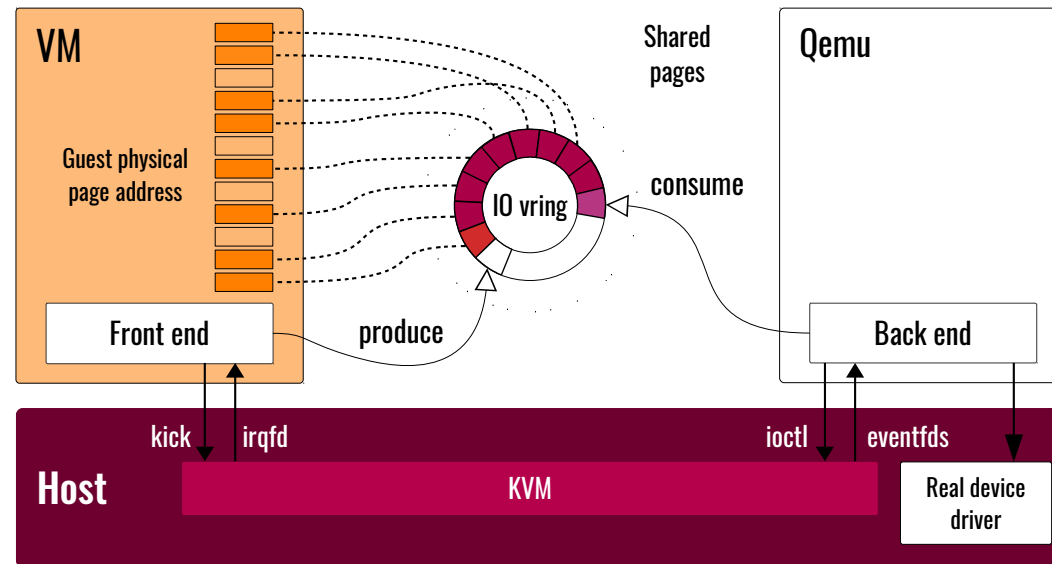 VM
Shared
pages
Qemu
Guest physical
page address
IO vring
consume
Front end
produce
Back end
kick
irqfd
ioctl
eventfds
Host
KVM
Real device
driver